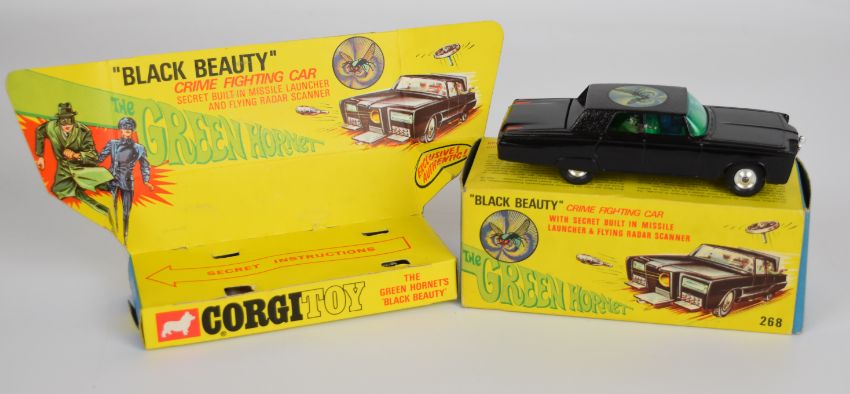 "BLACK BEAUTY"
CRIME FIGHTING CAR
SECRET BUILT-IN MISSILE LAUNCHER
AND FLYING RADAR SCANNER
The
GREEN HORNET
EXCLUSIVE!
AUTHENTIC!
SECRET INSTRUCTIONS
CORGI TOY
THE
GREEN HORNET'S
'BLACK BEAUTY'
"BLACK BEAUTY" CRIME FIGHTING CAR
WITH SECRET BUILT IN MISSILE
LAUNCHER & FLYING RADAR SCANNER
The
GREEN HORNET
268